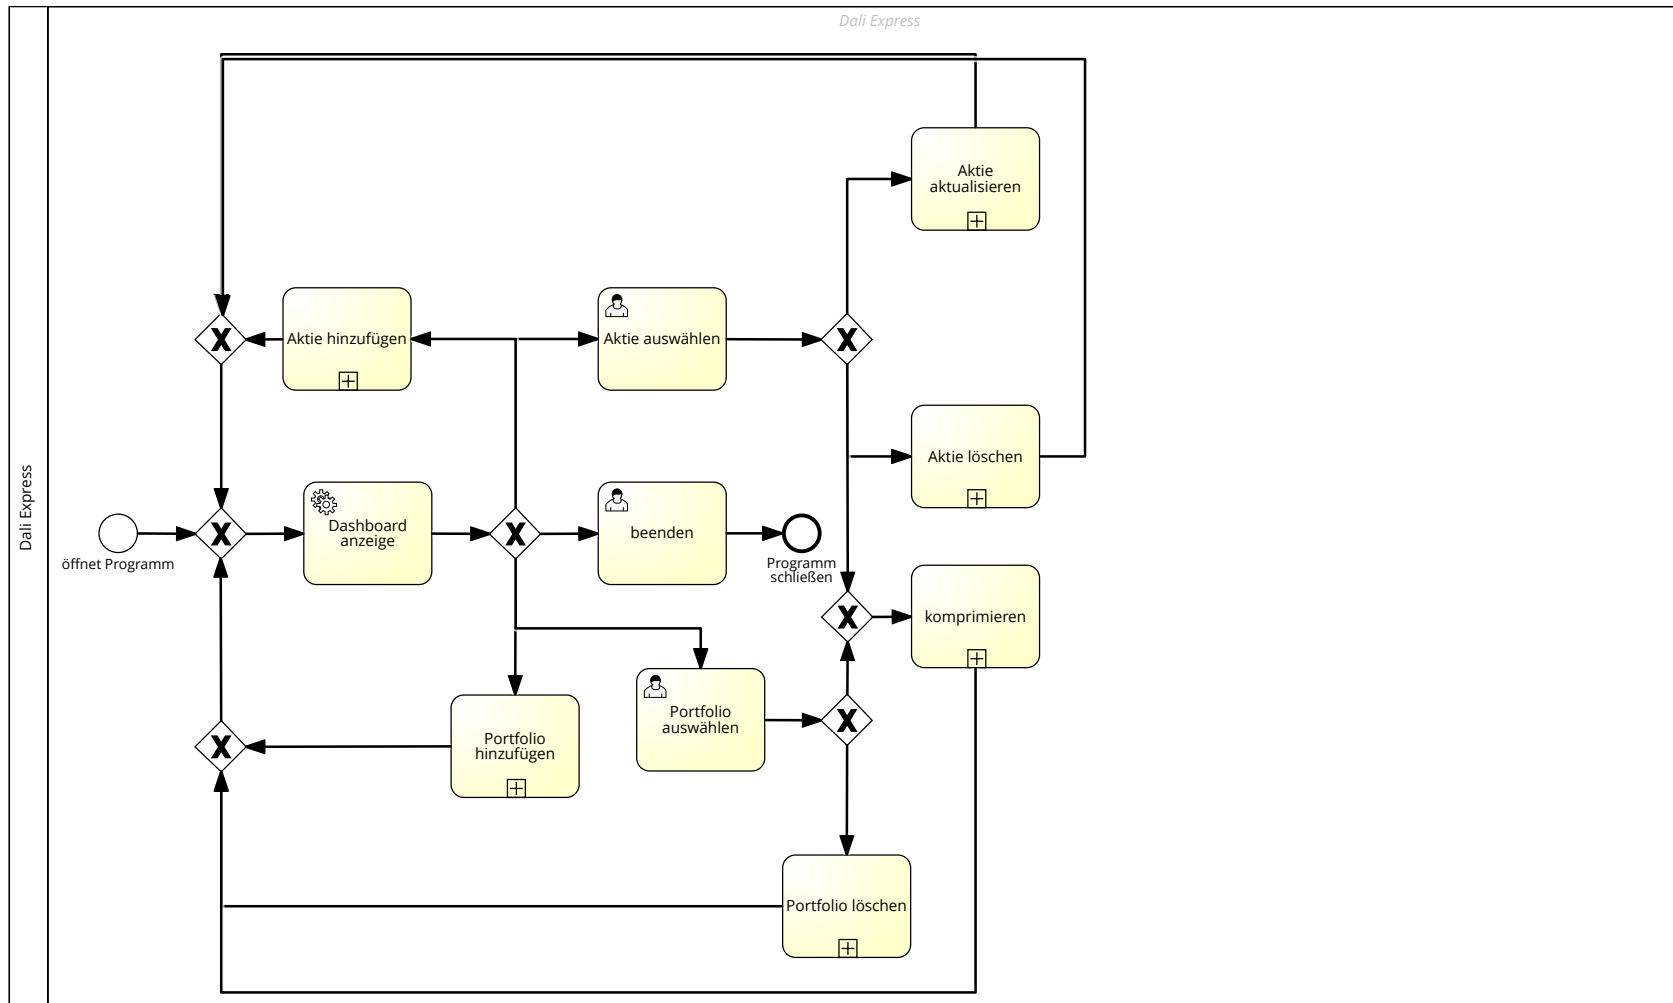 Dali Express
Dali Express
Aktie
aktualisieren
Aktie hinzufügen
Aktie auswählen
Aktie löschen
Dashboard
anzeige
beenden
öffnet Programm
Programm
schließen
komprimieren
Portfolio
auswählen
Portfolio
hinzufügen
Portfolio löschen